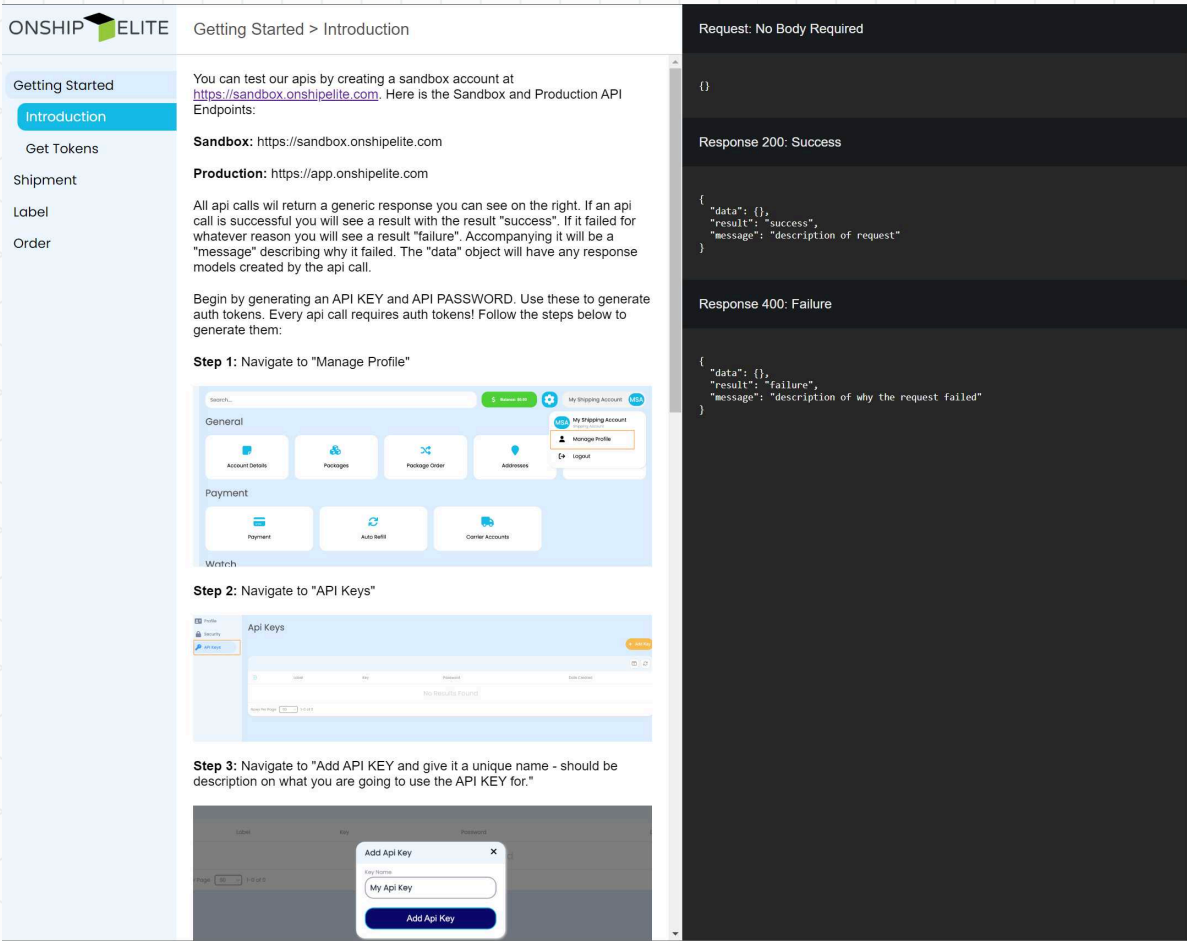 ONSHIP ELITE
Getting Started > Introduction
Getting Started
Introduction
Get Tokens
Shipment
Label
Order
You can test our apis by creating a sandbox account at
https://sandbox.onshipelite.com. Here is the Sandbox and Production API
Endpoints:
Sandbox: https://sandbox.onshipelite.com
Production: https://app.onshipelite.com
All api calls wil return a generic response you can see on the right. If an api
call is successful you will see a result with the result "success". If it failed for
whatever reason you will see a result "failure". Accompanying it will be a
"message" describing why it failed. The "data" object will have any response
models created by the api call.
Begin by generating an API KEY and API PASSWORD. Use these to generate
auth tokens. Every api call requires auth tokens! Follow the steps below to
generate them:
Step 1: Navigate to "Manage Profile"
Search...
My Shipping Account MSA
General
MSA My Shipping Account
Shipping Account
Manage Profile
Logout
Account Details
Packages
Package Order
Addresses
Payment
Payment
Auto Refill
Carrier Accounts
Watch
Step 2: Navigate to "API Keys"
Profile
Security
API Keys
Api Keys
Label Key Password Date Created
No Results Found
Rows Per Page
Step 3: Navigate to "Add API KEY and give it a unique name - should be
description on what you are going to use the API KEY for."
Label Key Password
Page
Add Api Key
Key Name
My Api Key
Add Api Key
Request: No Body Required
{}
Response 200: Success
{
"data": {},
"result": "success",
"message": "description of request"
}
Response 400: Failure
{
"data": {},
"result": "failure",
"message": "description of why the request failed"
}